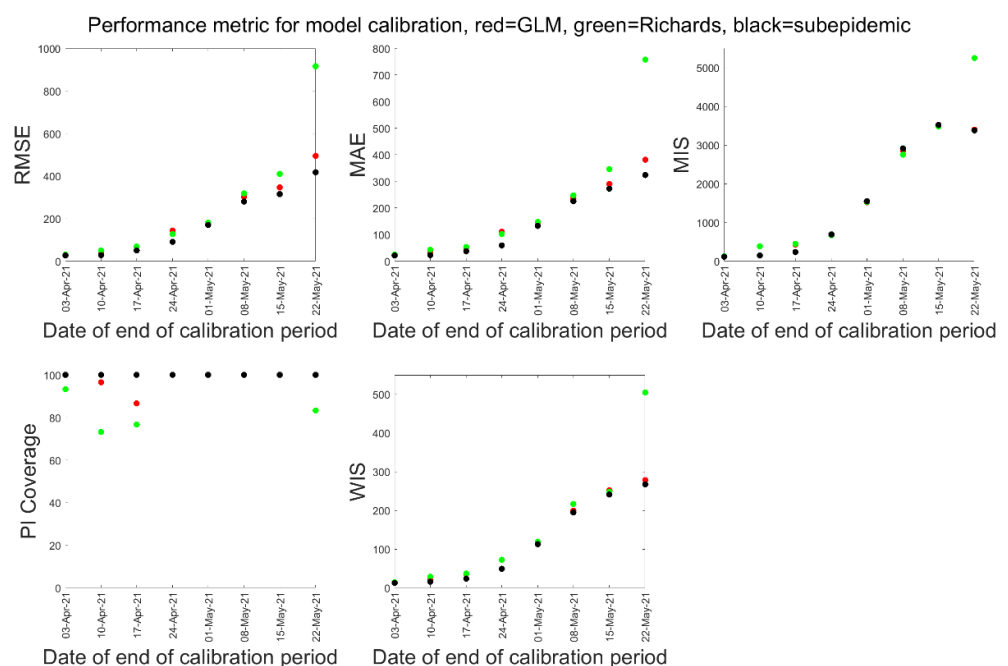 Performance metric for model calibration, red=GLM, green=Richards, black=subepidemic
RMSE
1000
800
600
400
200
0
03-Apr-21
10-Apr-21
17-Apr-21
24-Apr-21
01-May-21
08-May-21
15-May-21
22-May-21
Date of end of calibration period
MAE
800
700
600
500
400
300
200
100
0
03-Apr-21
10-Apr-21
17-Apr-21
24-Apr-21
01-May-21
08-May-21
15-May-21
22-May-21
Date of end of calibration period
MIS
5000
4000
3000
2000
1000
0
03-Apr-21
10-Apr-21
17-Apr-21
24-Apr-21
01-May-21
08-May-21
15-May-21
22-May-21
Date of end of calibration period
PI Coverage
100
80
60
40
20
0
03-Apr-21
10-Apr-21
17-Apr-21
24-Apr-21
01-May-21
08-May-21
15-May-21
22-May-21
Date of end of calibration period
WIS
500
400
300
200
100
0
03-Apr-21
10-Apr-21
17-Apr-21
24-Apr-21
01-May-21
08-May-21
15-May-21
22-May-21
Date of end of calibration period